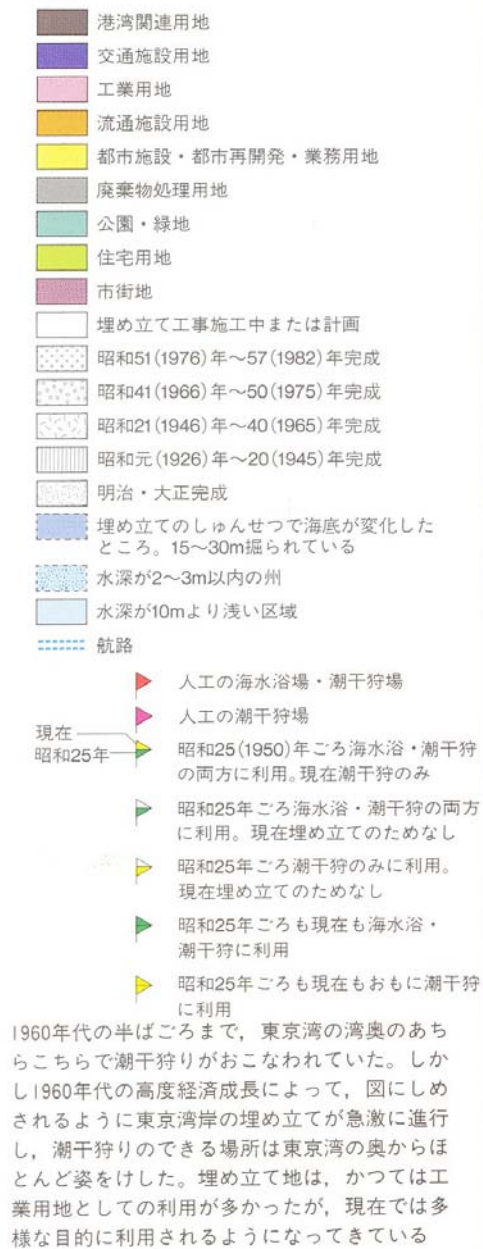 港湾関連用地
交通施設用地
工業用地
流通施設用地
都市施設・都市再開発・業務用地
廃棄物処理用地
公園・緑地
住宅用地
市街地
埋め立て工事施工中または計画
昭和51(1976)年～57(1982)年完成
昭和41(1966)年～50(1975)年完成
昭和21(1946)年～40(1965)年完成
昭和元(1926)年～20(1945)年完成
明治・大正完成
埋め立てのしゅんせつで海底が変化した
ところ。15～30m掘られている
水深が2～3m以内の州
水深が10mより浅い区域
航路
人工の海水浴場・潮干狩場
人工の潮干狩場
現在
昭和25年
昭和25(1950)年ごろ海水浴・潮干狩
の両方に利用。現在潮干狩のみ
昭和25年ごろ海水浴・潮干狩の両方
に利用。現在埋め立てのためなし
昭和25年ごろ潮干狩のみに利用。
現在埋め立てのためなし
昭和25年ごろも現在も海水浴・
潮干狩に利用
昭和25年ごろも現在もおもに潮干狩
に利用
1960年代の半ばごろまで，東京湾の湾奥のあち
らこちらで潮干狩りがおこなわれていた。しか
し1960年代の高度経済成長によって，図にしめ
されるように東京湾岸の埋め立てが急激に進行
し，潮干狩りのできる場所は東京湾の奥からほ
とんど姿をけした。埋め立て地は，かつては工
業用地としての利用が多かったが，現在では多
様な目的に利用されるようになってきている